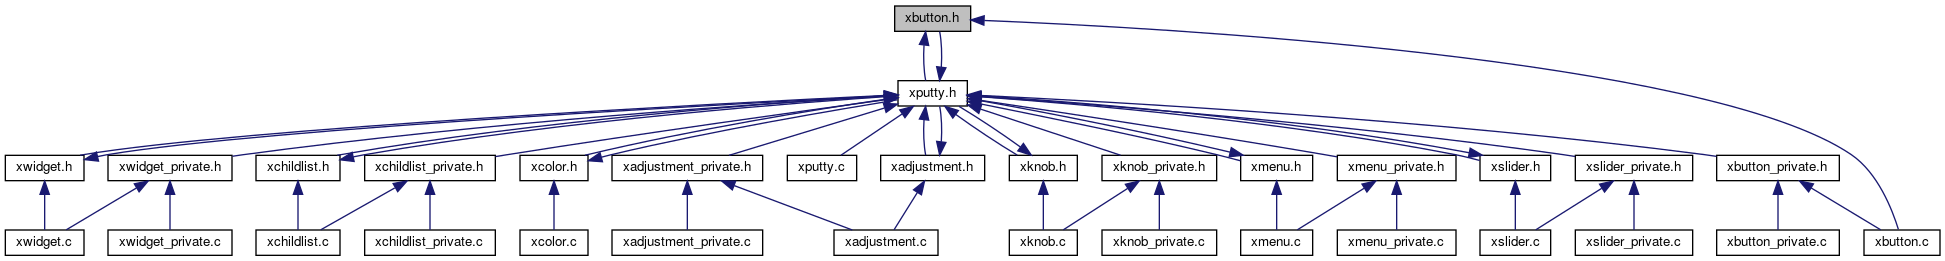 xbutton.h
xputty.h
xwidget.h
xwidget_private.h
xchildlist.h
xchildlist_private.h
xcolor.h
xadjustment_private.h
xputty.c
xadjustment.h
xknob.h
xknob_private.h
xmenu.h
xmenu_private.h
xslider.h
xslider_private.h
xbutton_private.h
xwidget.c
xwidget_private.c
xchildlist.c
xchildlist_private.c
xcolor.c
xadjustment_private.c
xadjustment.c
xknob.c
xknob_private.c
xmenu.c
xmenu_private.c
xslider.c
xslider_private.c
xbutton_private.c
xbutton.c